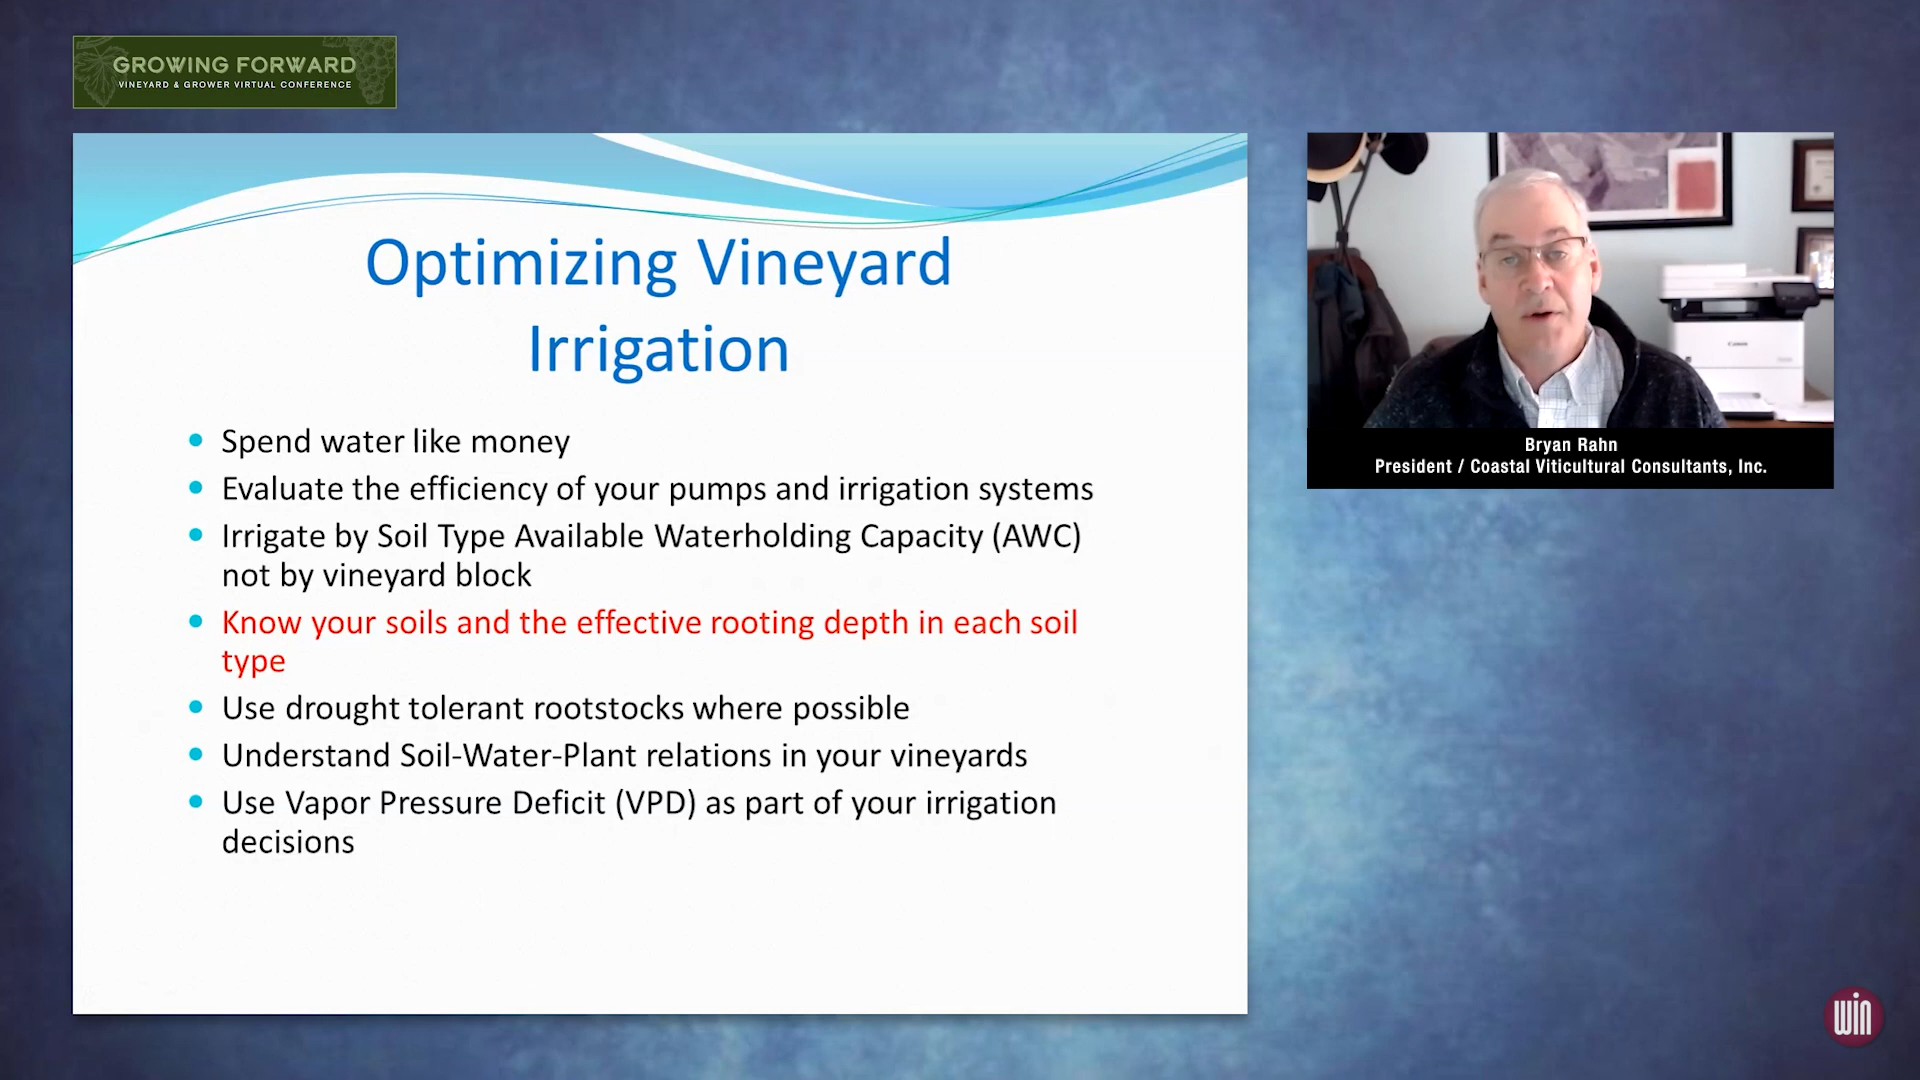 GROWING FORWARD
VINEYARD & GROWER VIRTUAL CONFERENCE
Optimizing Vineyard
Irrigation
Spend water like money
Evaluate the efficiency of your pumps and irrigation systems
Irrigate by Soil Type Available Waterholding Capacity (AWC)
not by vineyard block
Know your soils and the effective rooting depth in each soil
type
Use drought tolerant rootstocks where possible
Understand Soil-Water-Plant relations in your vineyards
Use Vapor Pressure Deficit (VPD) as part of your irrigation
decisions
Canon
Bryan Rahn
President / Coastal Viticultural Consultants, Inc.
win